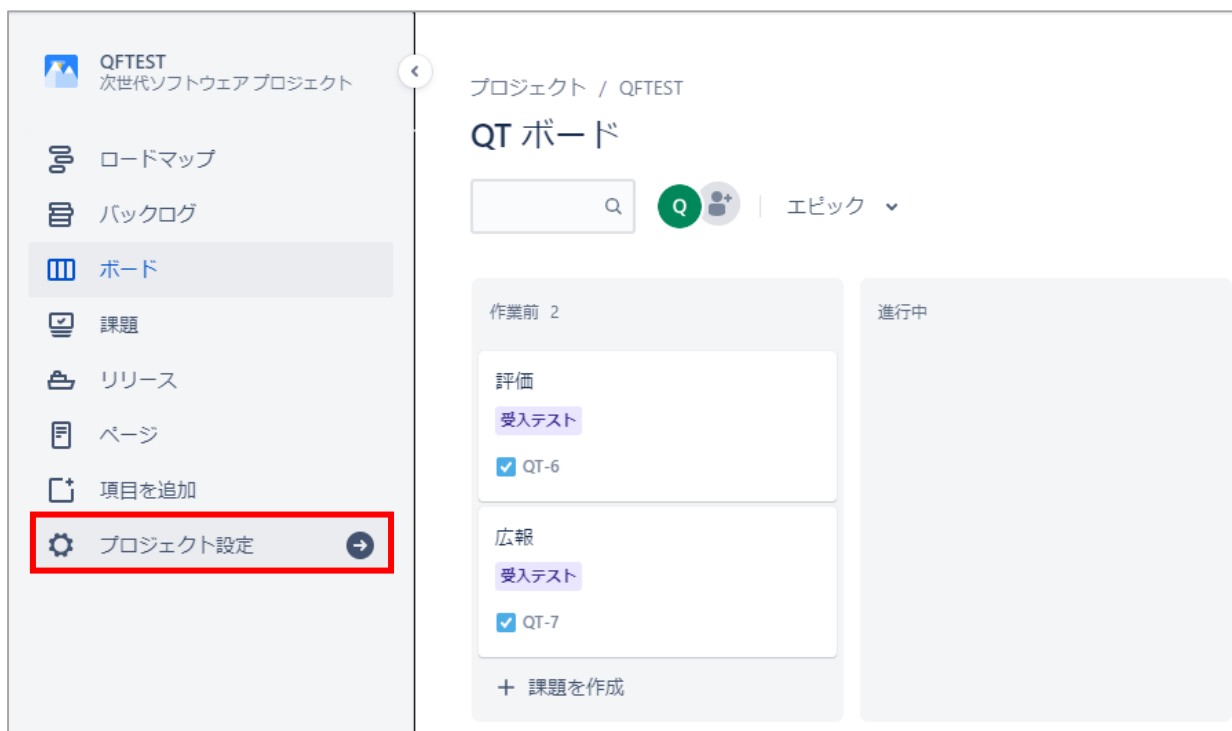 QFTEST
次世代ソフトウェア プロジェクト
ロードマップ
バックログ
ボード
課題
リリース
ページ
項目を追加
プロジェクト設定
プロジェクト / QFTEST
QT ボード
Q
エピック
作業前 2
評価
受入テスト
QT-6
広報
受入テスト
QT-7
+ 課題を作成
進行中